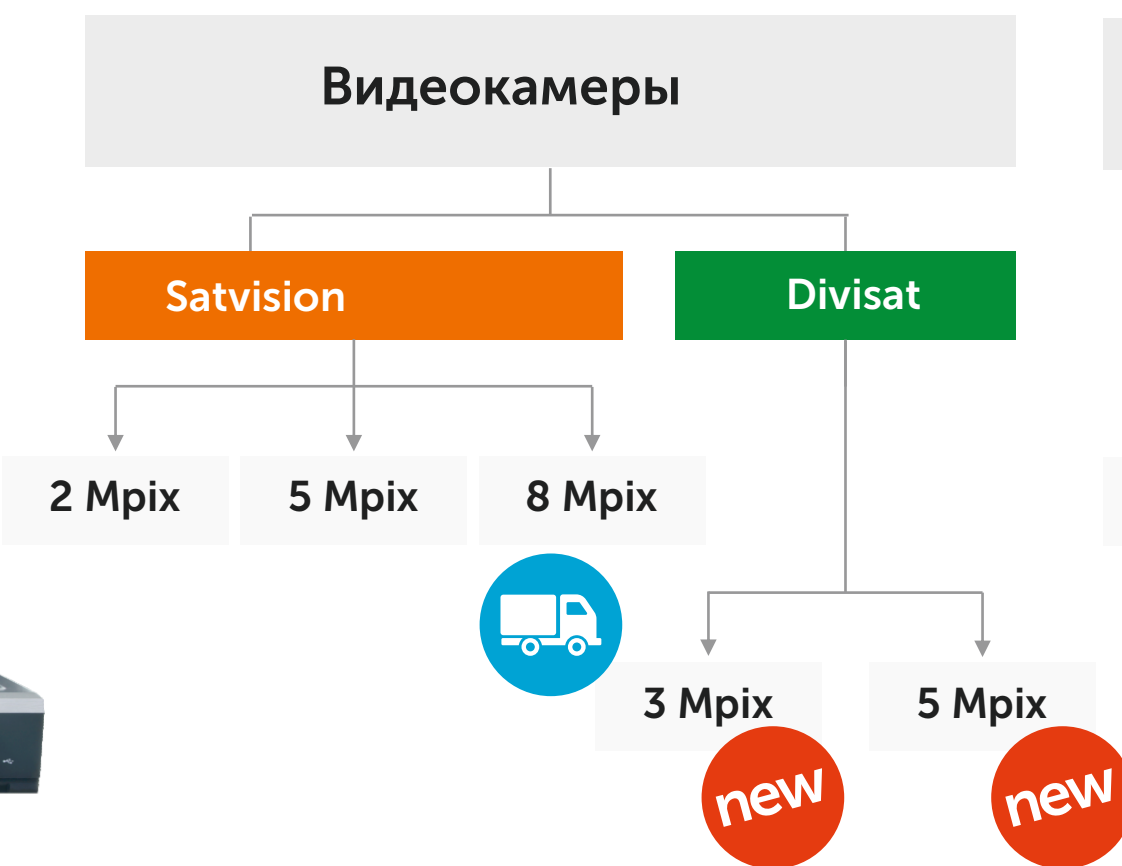 Видеокамеры
Satvision
Divisat
2 Mpix
5 Mpix
8 Mpix
3 Mpix
5 Mpix
new
new